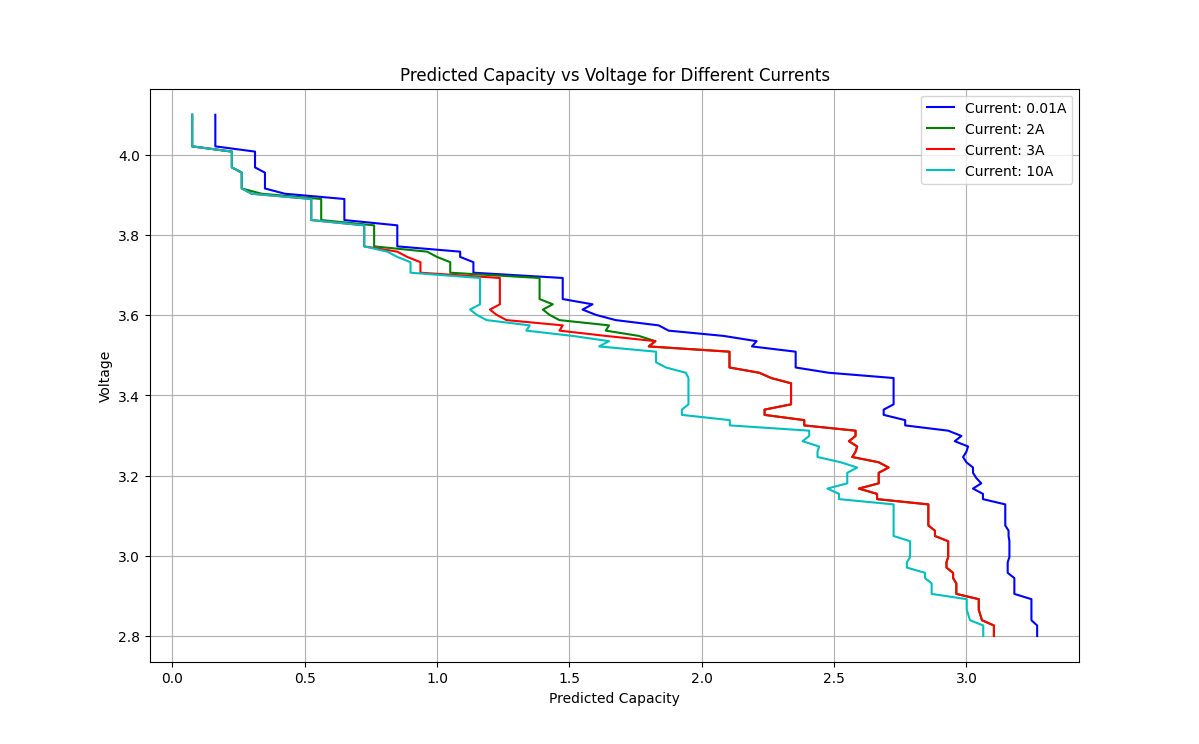 Predicted Capacity vs Voltage for Different Currents
Current: 0.01A
Current: 2A
Current: 3A
Current: 10A
4.0
3.8
3.6
3.4
3.2
3.0
2.8
Voltage
0.0 0.5 1.0 1.5 2.0 2.5 3.0
Predicted Capacity